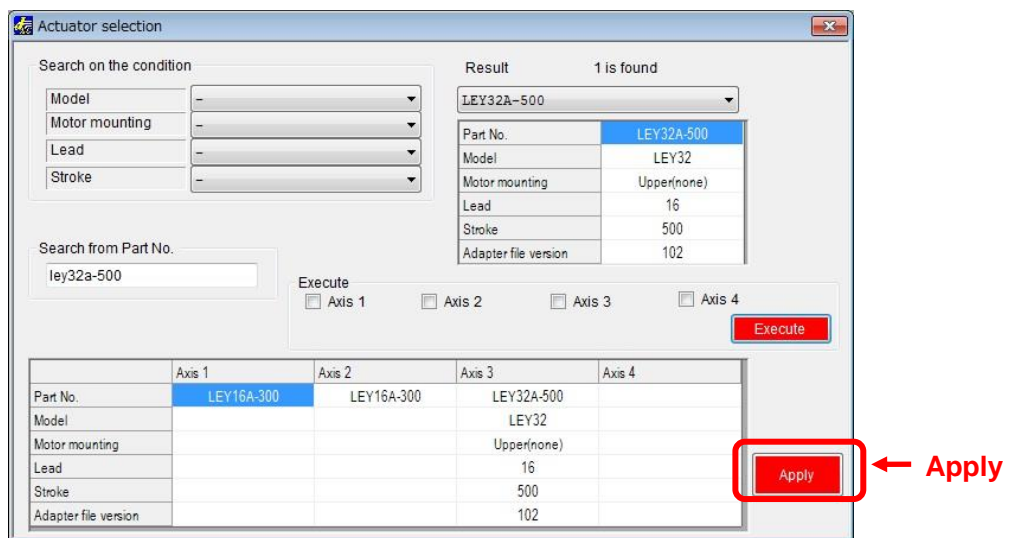 Actuator selection
Search on the condition
Model -
Motor mounting -
Lead -
Stroke -
Result 1 is found
LEY32A-500
Part No. LEY32A-500
Model LEY32
Motor mounting Upper(none)
Lead 16
Stroke 500
Adapter file version 102
Search from Part No.
ley32a-500
Execute
Axis 1 Axis 2 Axis 3 Axis 4
Execute
Axis 1 Axis 2 Axis 3 Axis 4
Part No. LEY16A-300 LEY16A-300 LEY32A-500
Model LEY32
Motor mounting Upper(none)
Lead 16
Stroke 500
Adapter file version 102
Apply
Apply